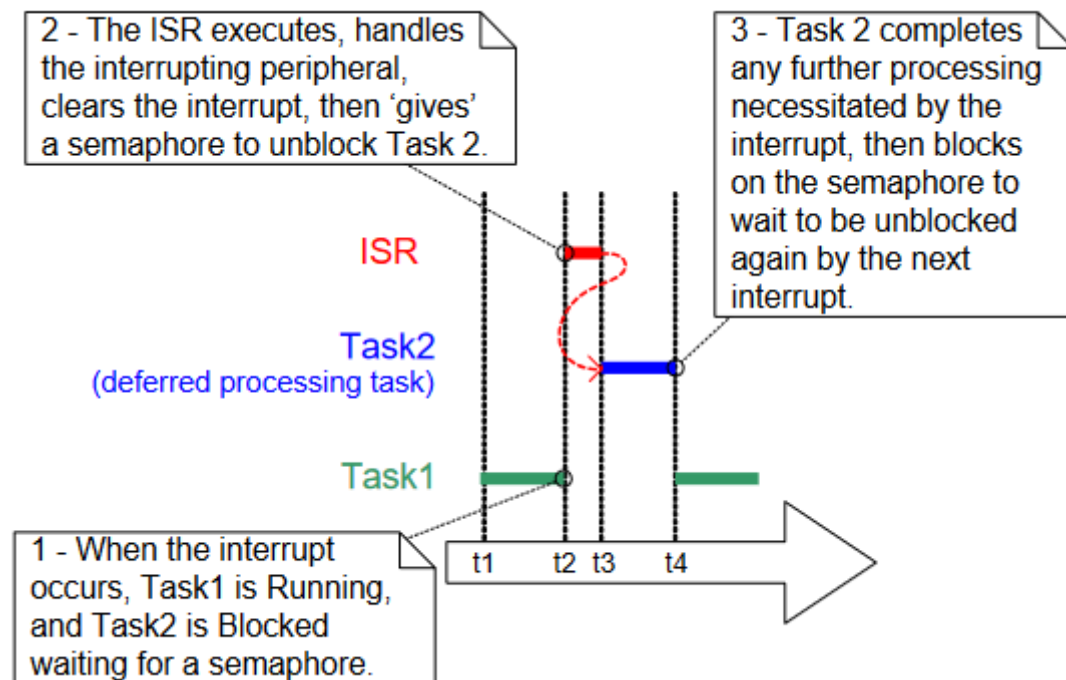 2 - The ISR executes, handles
the interrupting peripheral,
clears the interrupt, then ‘gives’
a semaphore to unblock Task 2.
3 - Task 2 completes
any further processing
necessitated by the
interrupt, then blocks
on the semaphore to
wait to be unblocked
again by the next
interrupt.
ISR
Task2
(deferred processing task)
Task1
1 - When the interrupt
occurs, Task1 is Running,
and Task2 is Blocked
waiting for a semaphore.
t1 t2 t3 t4